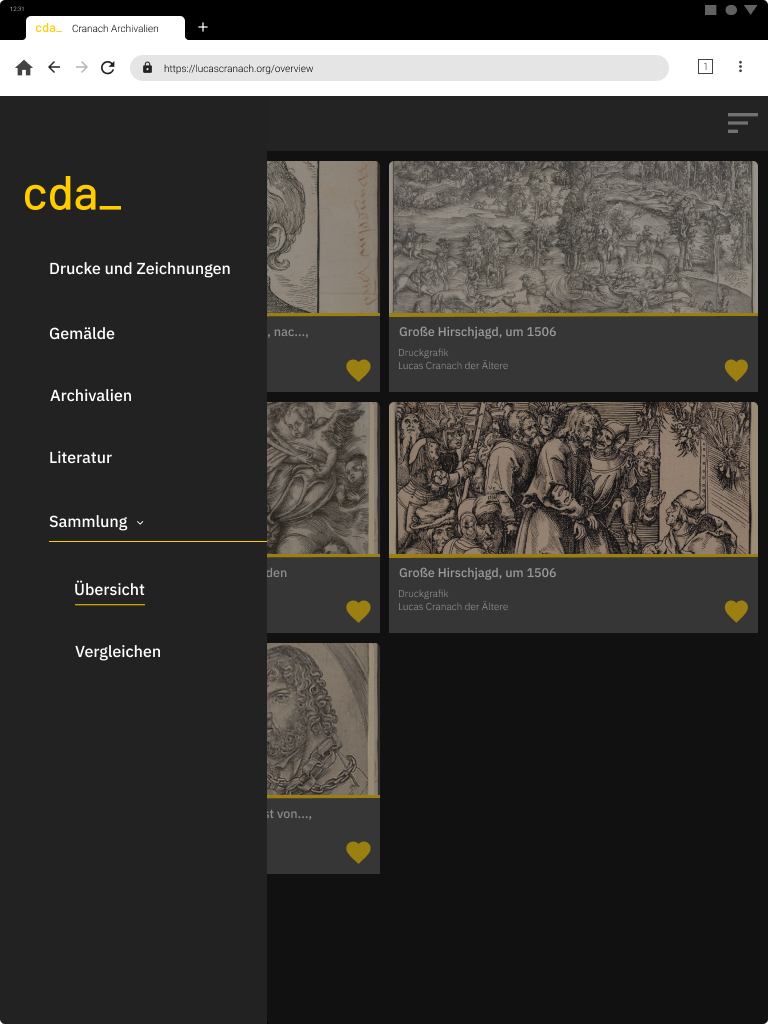 12:31
cda_ Cranach Archivalien
https://lucascranach.org/overview
1
cda_
Drucke und Zeichnungen
Gemälde
Archivalien
Literatur
Sammlung
Übersicht
Vergleichen
, nac...,
Große Hirschjagd, um 1506
Druckgrafik
Lucas Cranach der Ältere
den
Große Hirschjagd, um 1506
Druckgrafik
Lucas Cranach der Ältere
st von...,